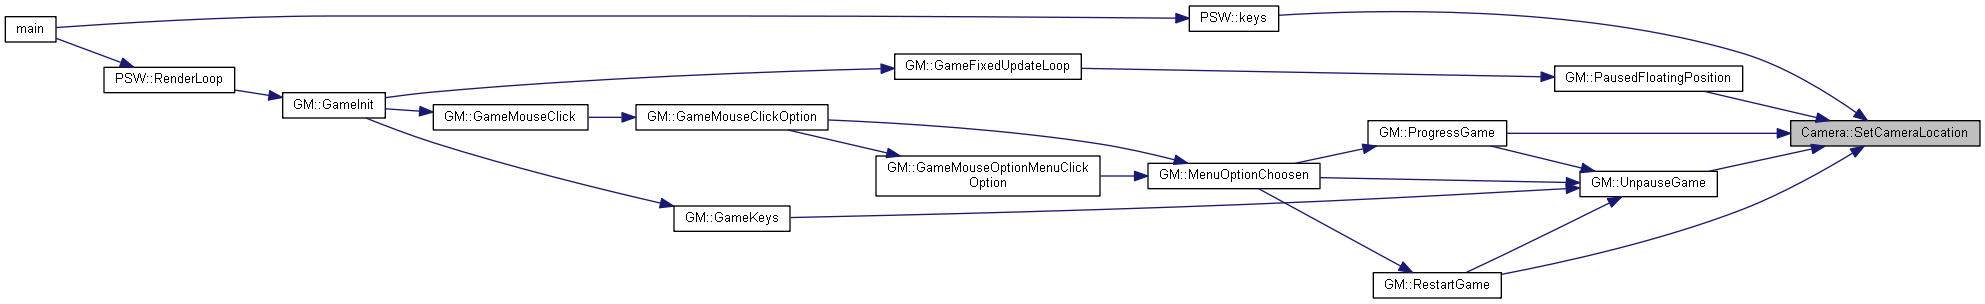 main
PSW::RenderLoop
GM::GameInit
GM::GameMouseClick
GM::GameMouseClickOption
GM::GameKeys
GM::GameFixedUpdateLoop
GM::GameMouseOptionMenuClick
Option
PSW::keys
GM::MenuOptionChoosen
GM::ProgressGame
GM::RestartGame
GM::PausedFloatingPosition
GM::UnpauseGame
Camera::SetCameraLocation